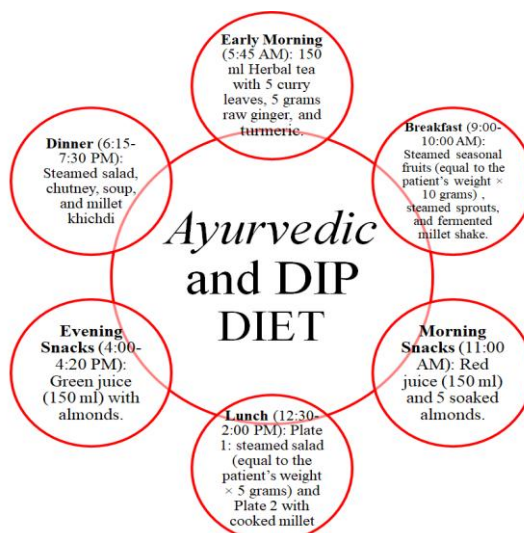 Early Morning
(5:45 AM): 150
ml Herbal tea
with 5 curry
leaves, 5 grams
raw ginger, and
turmeric.
Breakfast (9:00-
10:00 AM):
Steamed seasonal
fruits (equal to the
patient's weight ×
10 grams) ,
steamed sprouts,
and fermented
millet shake.
Morning
Snacks (11:00
AM): Red
juice (150 ml)
and 5 soaked
almonds.
Lunch (12:30-
2:00 PM): Plate
1: steamed salad
(equal to the
patient's weight
× 5 grams) and
Plate 2 with
cooked millet
Evening
Snacks (4:00-
4:20 PM):
Green juice
(150 ml) with
almonds.
Dinner (6:15-
7:30 PM):
Steamed salad,
chutney, soup,
and millet
khichdi
Ayurvedic
and DIP
DIET